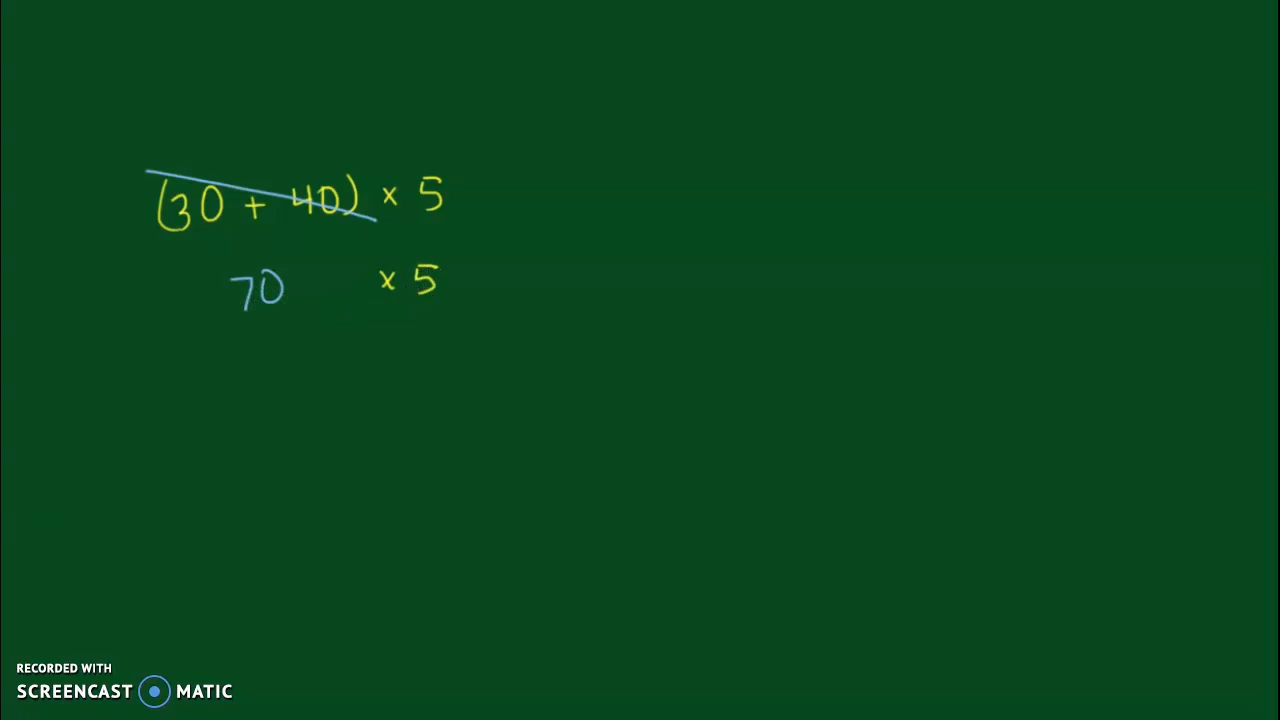 (30 + 40) × 5
70 × 5
RECORDED WITH
SCREENCAST MATIC